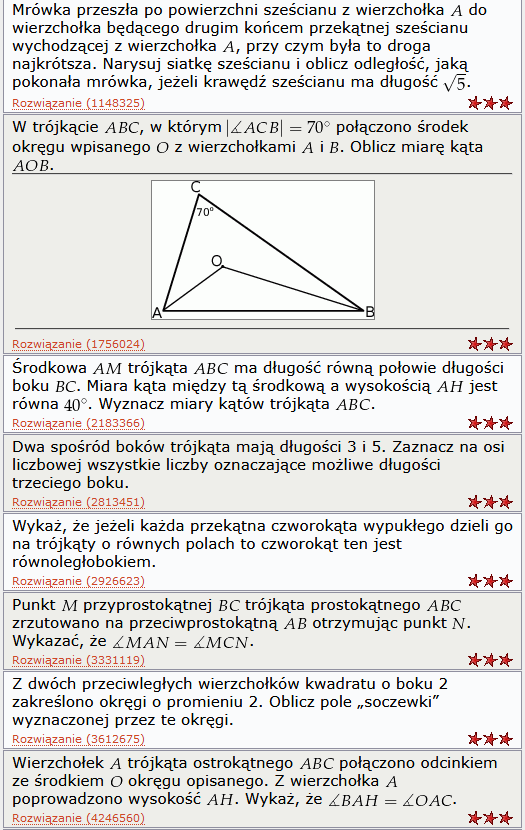 Mrówka przeszła po powierzchni sześcianu z wierzchołka A do
wierzchołka będącego drugim końcem przekątnej sześcianu
wychodzącej z wierzchołka A, przy czym była to droga
najkrótsza. Narysuj siatkę sześcianu i oblicz odległość, jaką
pokonała mrówka, jeżeli krawędź sześcianu ma długość √5.
Rozwiązanie (1148325)
W trójkącie ABC, w którym |∠ACB| = 70° połączono środek
okręgu wpisanego O z wierzchołkami A i B. Oblicz miarę kąta
AOB.
C
70°
O
A
B
Rozwiązanie (1756024)
Środkowa AM trójkąta ABC ma długość równą połowie długości
boku BC. Miara kąta między tą środkową a wysokością AH jest
równa 40°. Wyznacz miary kątów trójkąta ABC.
Rozwiązanie (2183366)
Dwa spośród boków trójkąta mają długości 3 i 5. Zaznacz na osi
liczbowej wszystkie liczby oznaczające możliwe długości
trzeciego boku.
Rozwiązanie (2813451)
Wykaż, że jeżeli każda przekątna czworokąta wypukłego dzieli go
na trójkąty o równych polach to czworokąt ten jest
równoległobokiem.
Rozwiązanie (2926623)
Punkt M przyprostokątnej BC trójkąta prostokątnego ABC
zrzutowano na przeciwprostokątną AB otrzymując punkt N.
Wykazać, że ∠MAN = ∠MCN.
Rozwiązanie (3331119)
Z dwóch przeciwległych wierzchołków kwadratu o boku 2
zakreślono okręgi o promieniu 2. Oblicz pole „soczewki”
wyznaczonej przez te okręgi.
Rozwiązanie (3612675)
Wierzchołek A trójkąta ostrokątnego ABC połączono odcinkiem
ze środkiem O okręgu opisanego. Z wierzchołka A
poprowadzono wysokość AH. Wykaż, że ∠BAH = ∠OAC.
Rozwiązanie (4246560)